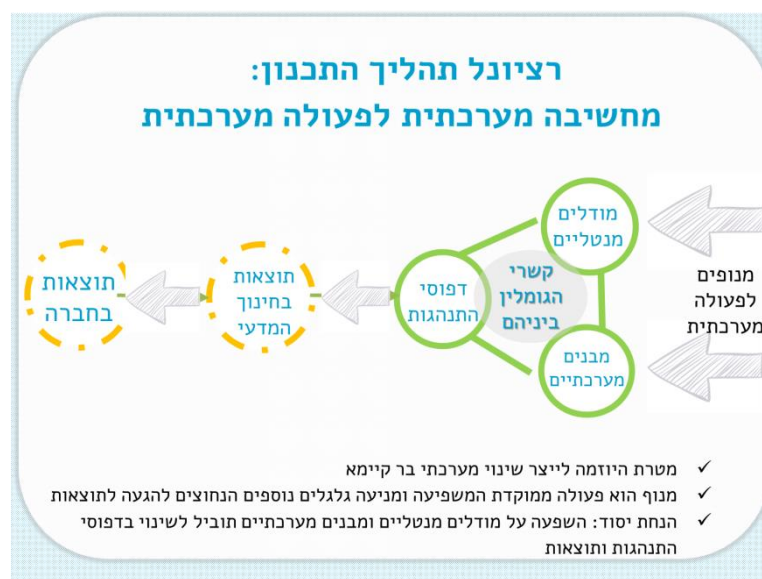 רציונל תהליך התכנון:
מחשיבה מערכתית לפעולה מערכתית
מנופים
לפעולה
מערכתית
מודלים
מנטליים
מבנים
מערכתיים
קשרי
הגומלין
ביניהם
דפוסי
התנהגות
תוצאות
בחינוך
המדעי
תוצאות
בחברה
✓ מטרת היוזמה לייצר שינוי מערכתי בר קיימא
✓ מנוף הוא פעולה ממוקדת המשפיעה ומניעה גלגלים נוספים הנחוצים להגעה לתוצאות
✓ הנחת יסוד: השפעה על מודלים מנטליים ומבנים מערכתיים תוביל לשינוי בדפוסי
התנהגות ותוצאות